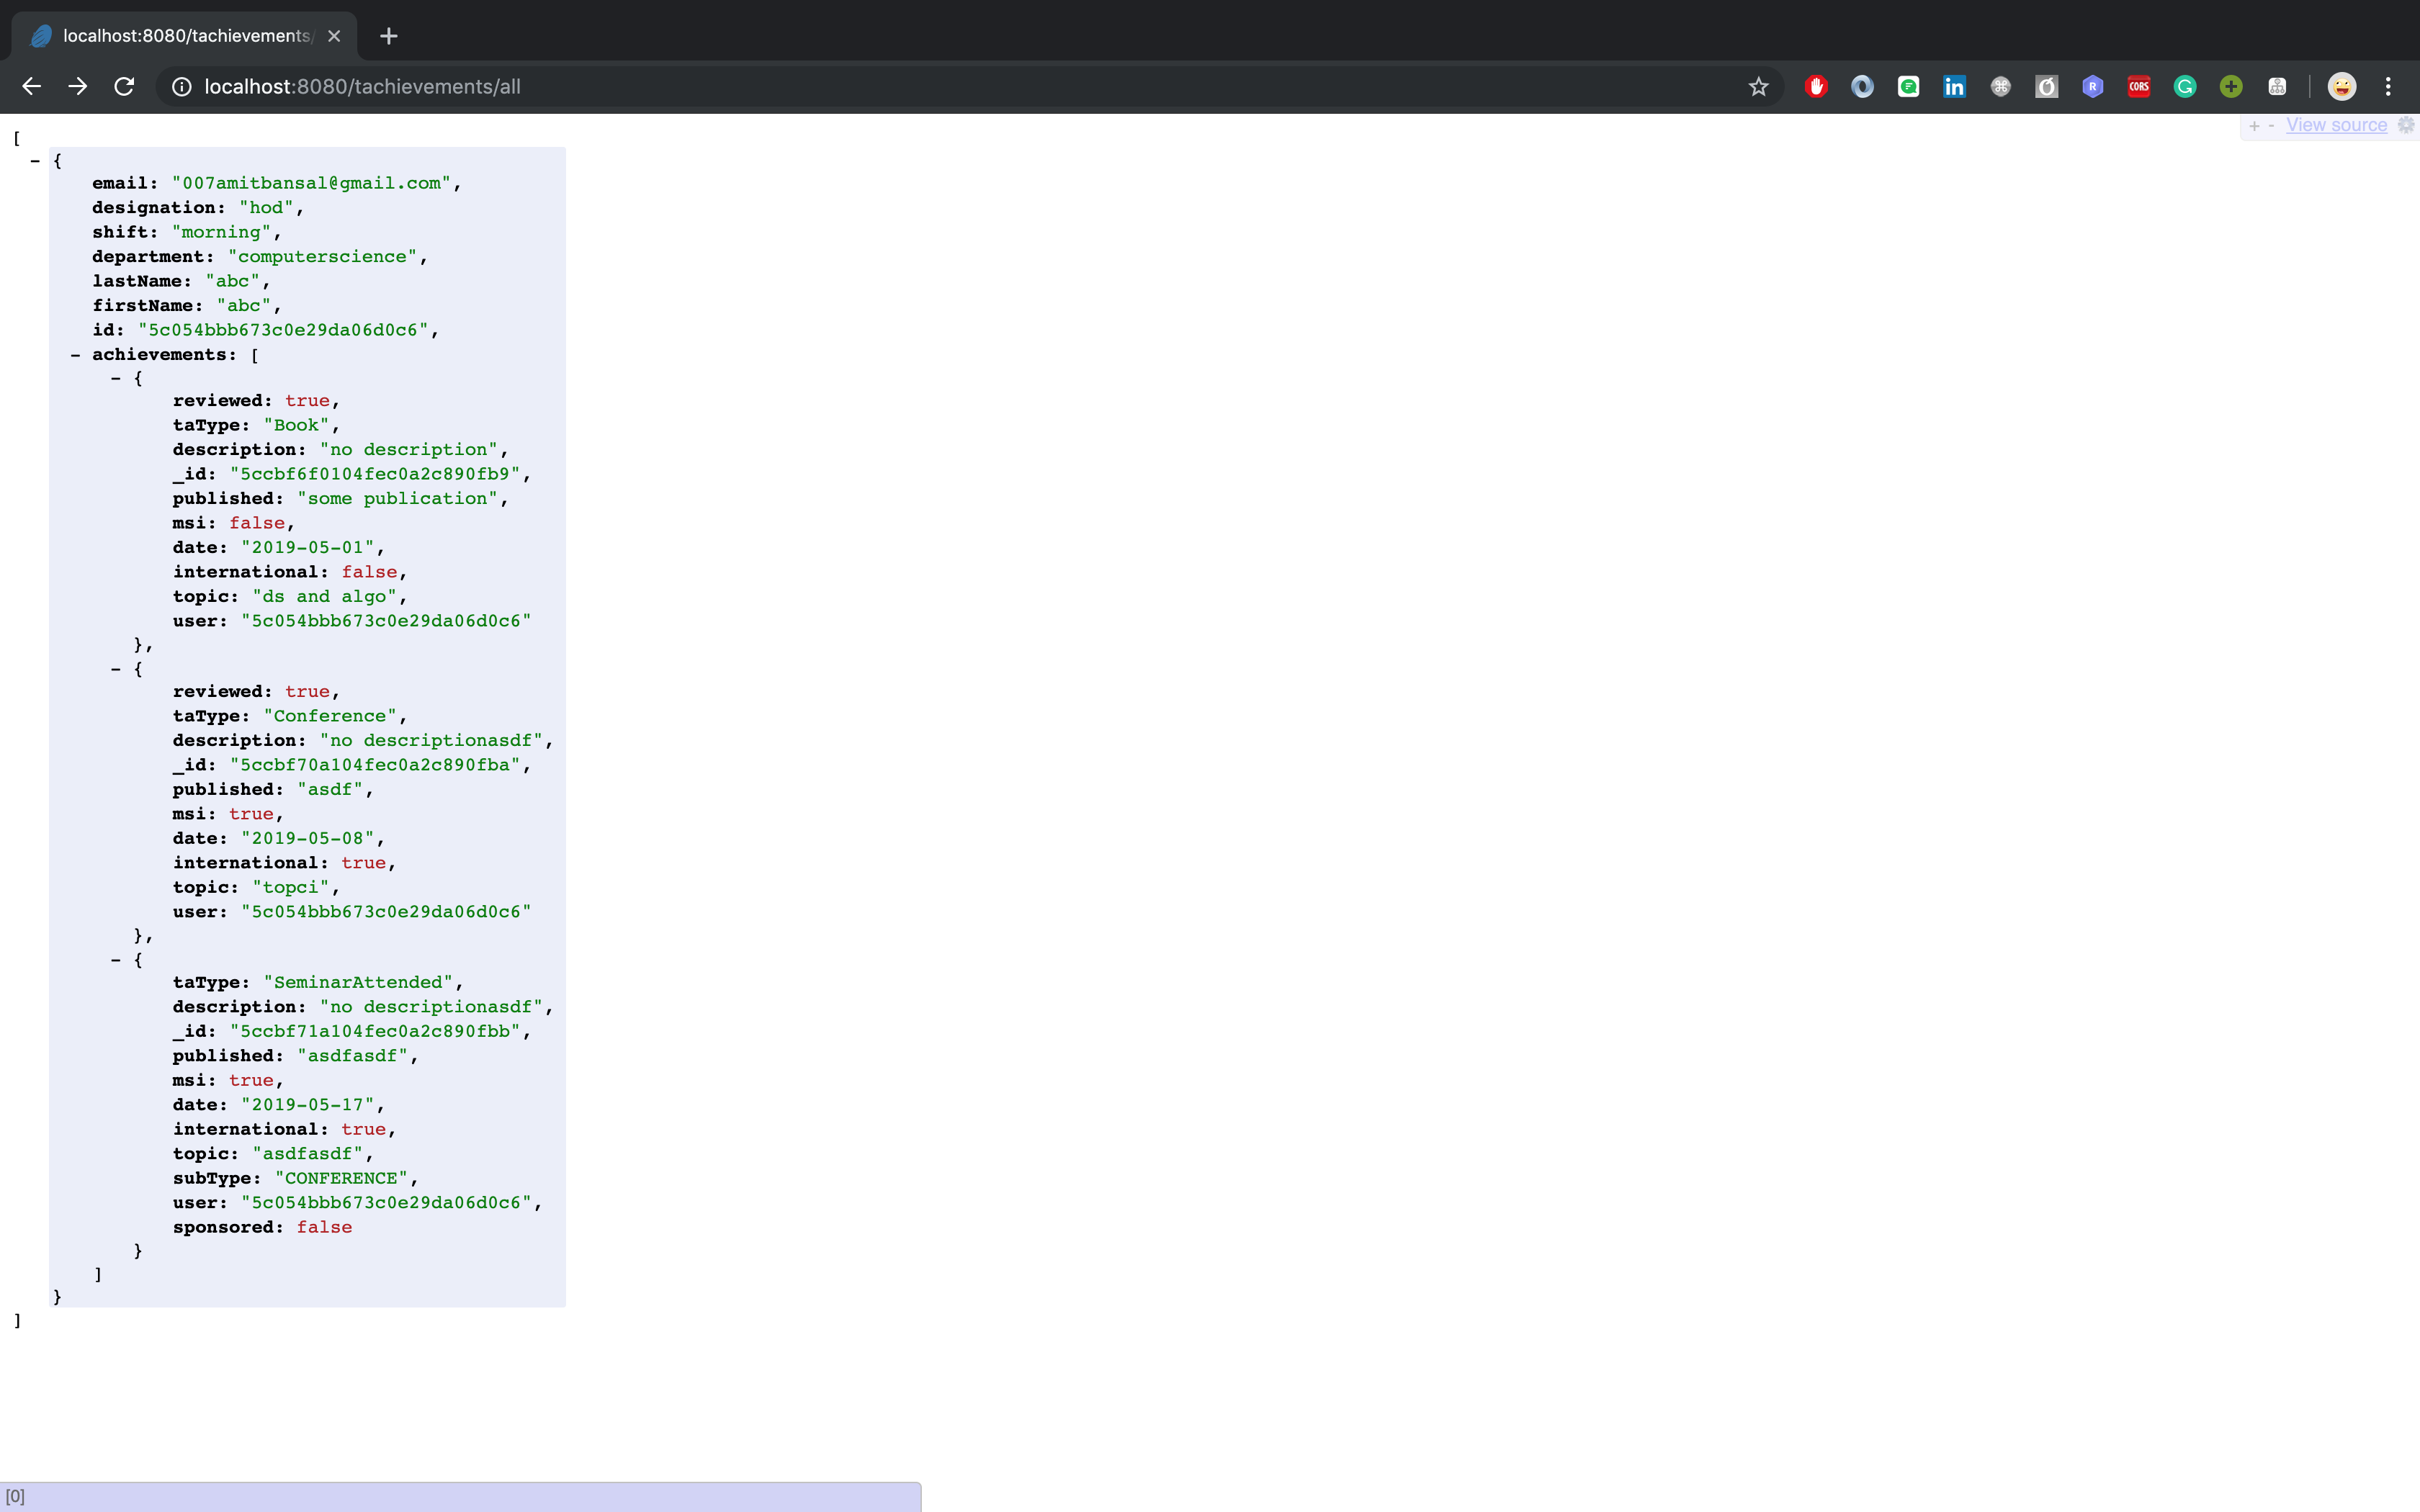 localhost:8080/tachievements/
localhost:8080/tachievements/all
+ - View source
[
- {
email: "007amitbansal@gmail.com",
designation: "hod",
shift: "morning",
department: "computerscience",
lastName: "abc",
firstName: "abc",
id: "5c054bbb673c0e29da06d0c6",
- achievements: [
- {
reviewed: true,
taType: "Book",
description: "no description",
_id: "5ccbf6f0104fec0a2c890fb9",
published: "some publication",
msi: false,
date: "2019-05-01",
international: false,
topic: "ds and algo",
user: "5c054bbb673c0e29da06d0c6"
},
- {
reviewed: true,
taType: "Conference",
description: "no descriptionasdf",
_id: "5ccbf70a104fec0a2c890fba",
published: "asdf",
msi: true,
date: "2019-05-08",
international: true,
topic: "topci",
user: "5c054bbb673c0e29da06d0c6"
},
- {
taType: "SeminarAttended",
description: "no descriptionasdf",
_id: "5ccbf71a104fec0a2c890fbb",
published: "asdfasdf",
msi: true,
date: "2019-05-17",
international: true,
topic: "asdfasdf",
subType: "CONFERENCE",
user: "5c054bbb673c0e29da06d0c6",
sponsored: false
}
]
}
]
[0]